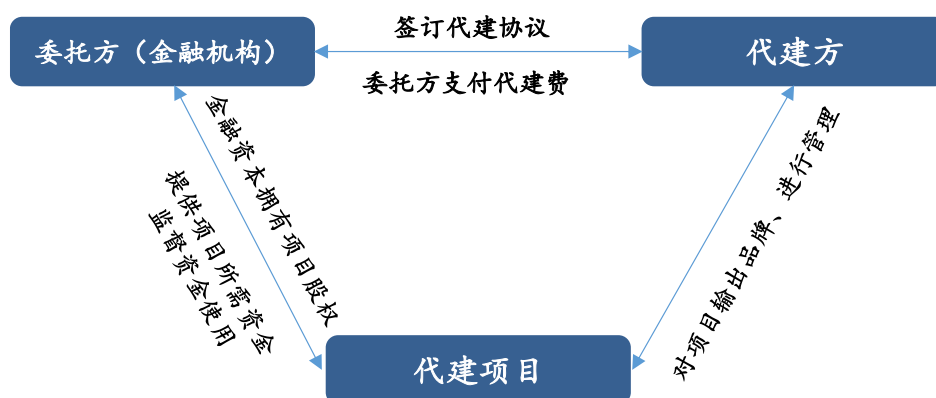 签订代建协议
委托方（金融机构）
代建方
委托方支付代建费
金融资本拥有项目股权
提供项目所需资金
监督资金使用
对项目输出品牌、进行管理
代建项目